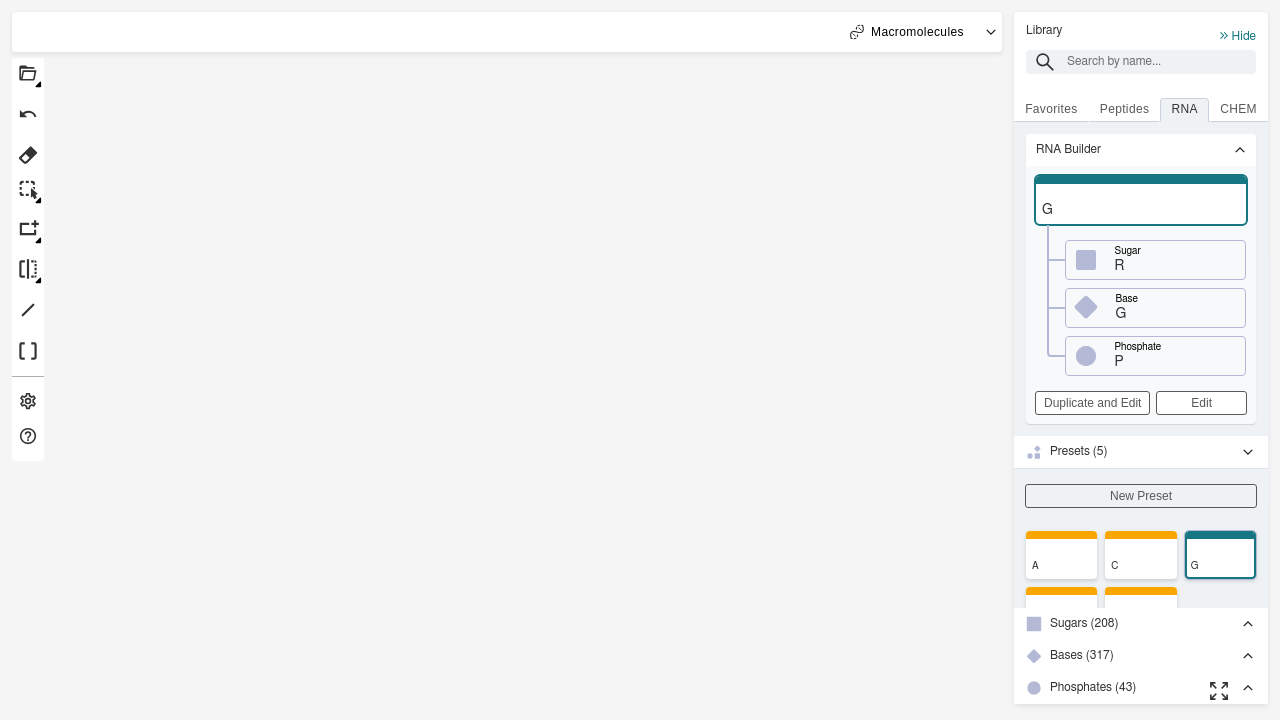 Macromolecules
Library
Hide
Search by name...
Favorites Peptides RNA CHEM
RNA Builder
G
Sugar
R
Base
G
Phosphate
P
Duplicate and Edit Edit
Presets (5)
New Preset
A C G
Sugars (208)
Bases (317)
Phosphates (43)